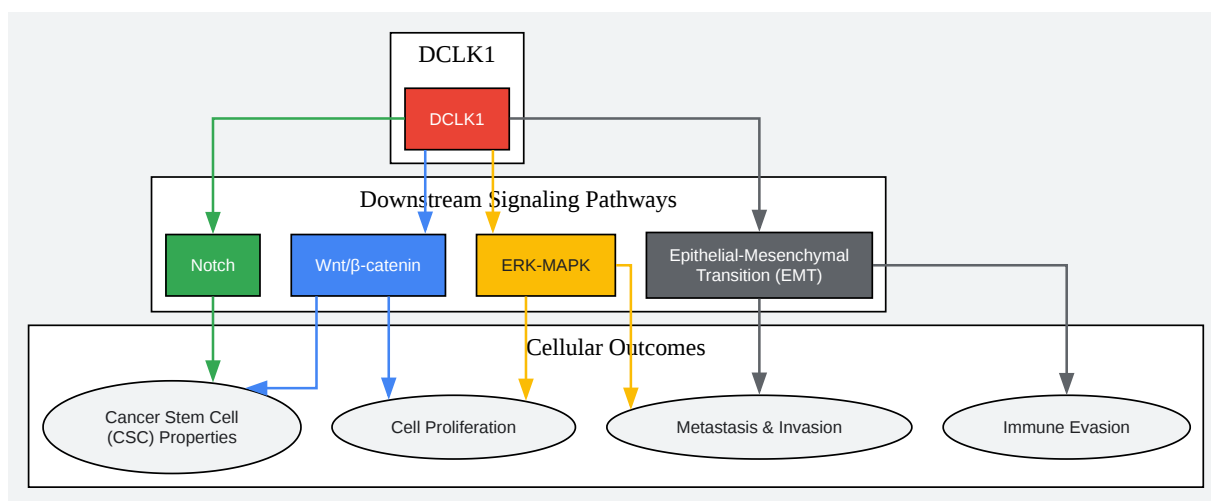 DCLK1
DCLK1
Downstream Signaling Pathways
Notch
Wnt/β-catenin
ERK-MAPK
Epithelial-Mesenchymal
Transition (EMT)
Cellular Outcomes
Cancer Stem Cell
(CSC) Properties
Cell Proliferation
Metastasis & Invasion
Immune Evasion